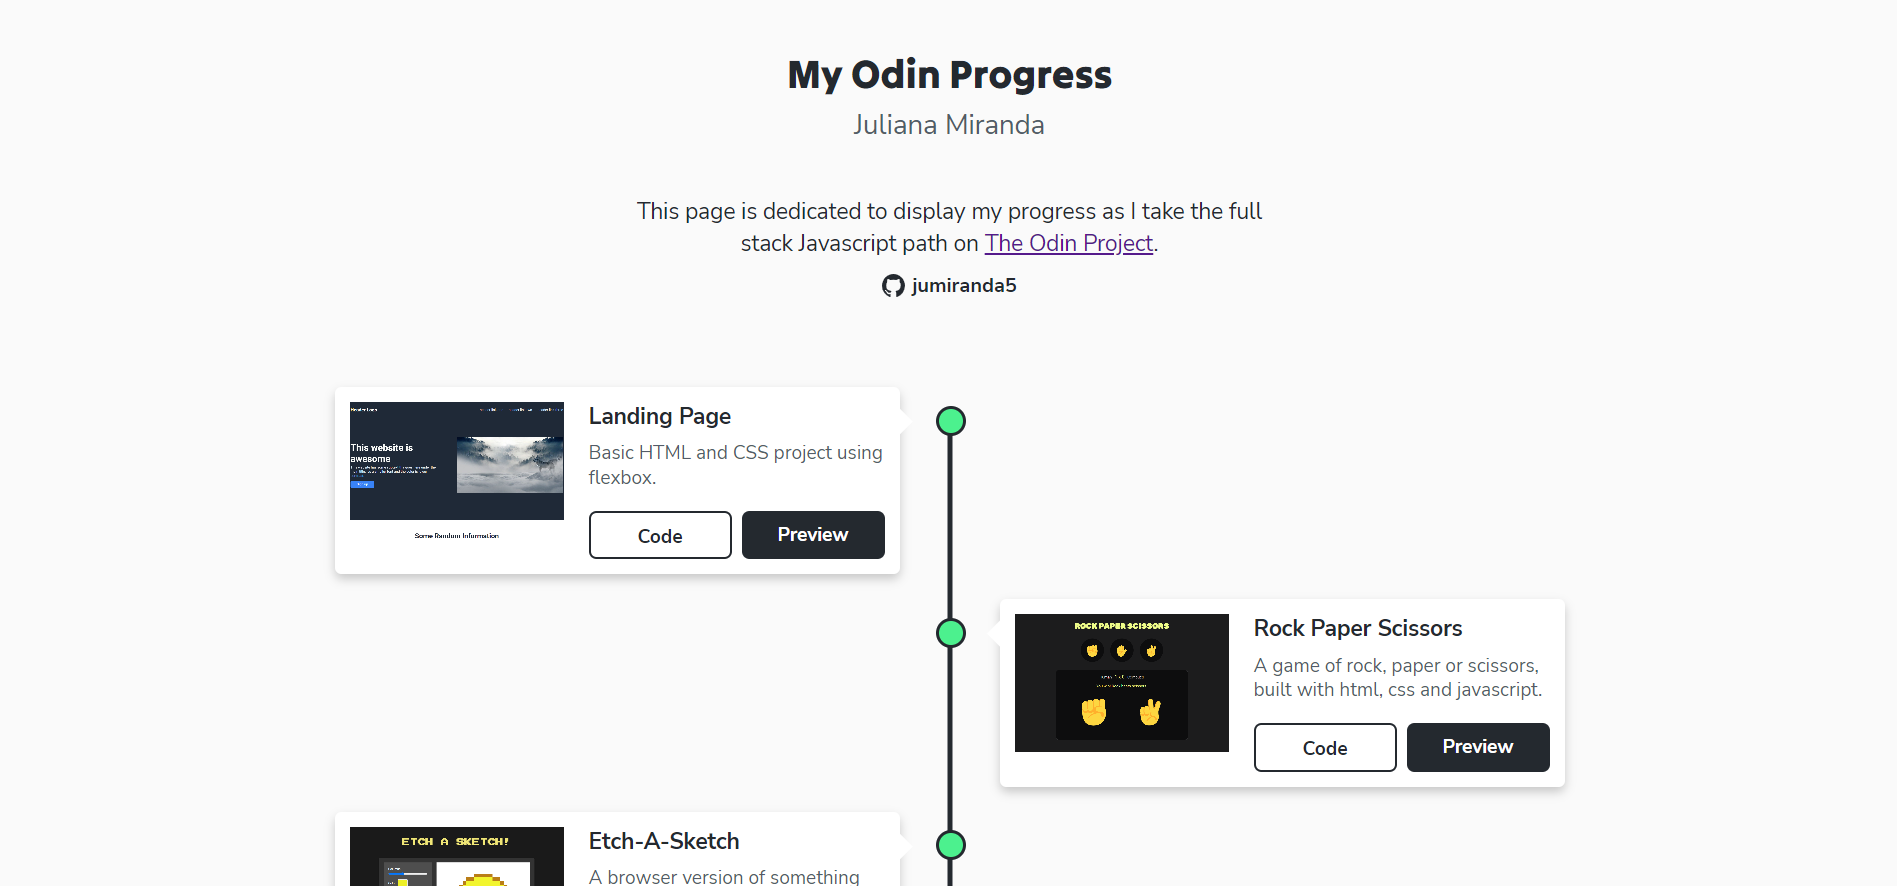 My Odin Progress
Juliana Miranda
This page is dedicated to display my progress as I take the full
stack Javascript path on The Odin Project.
jumiranda5
This website is
awesome
Some Random Information
Landing Page
Basic HTML and CSS project using
flexbox.
Code
Preview
ROCK PAPER SCISSORS
Rock Paper Scissors
A game of rock, paper or scissors,
built with html, css and javascript.
Code
Preview
ETCH A SKETCH!
Etch-A-Sketch
A browser version of something